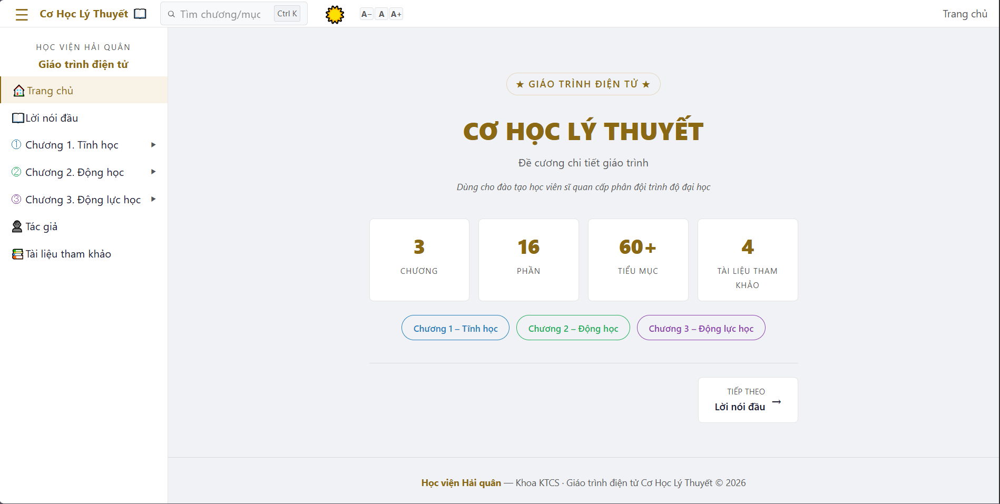 ☰ Cơ Học Lý Thuyết 📖 Tìm chương/mục Ctrl K A− A A+ Trang chủ
HỌC VIỆN HẢI QUÂN
Giáo trình điện tử
Trang chủ
Lời nói đầu
① Chương 1. Tĩnh học ▶
② Chương 2. Động học ▶
③ Chương 3. Động lực học ▶
Tác giả
Tài liệu tham khảo
★ GIÁO TRÌNH ĐIỆN TỬ ★
CƠ HỌC LÝ THUYẾT
Đề cương chi tiết giáo trình
Dùng cho đào tạo học viên sĩ quan cấp phân đội trình độ đại học
3
CHƯƠNG
16
PHẦN
60+
TIỂU MỤC
4
TÀI LIỆU THAM
KHẢO
Chương 1 – Tĩnh học
Chương 2 – Động học
Chương 3 – Động lực học
TIẾP THEO
Lời nói đầu →
Học viện Hải quân — Khoa KTCS · Giáo trình điện tử Cơ Học Lý Thuyết © 2026